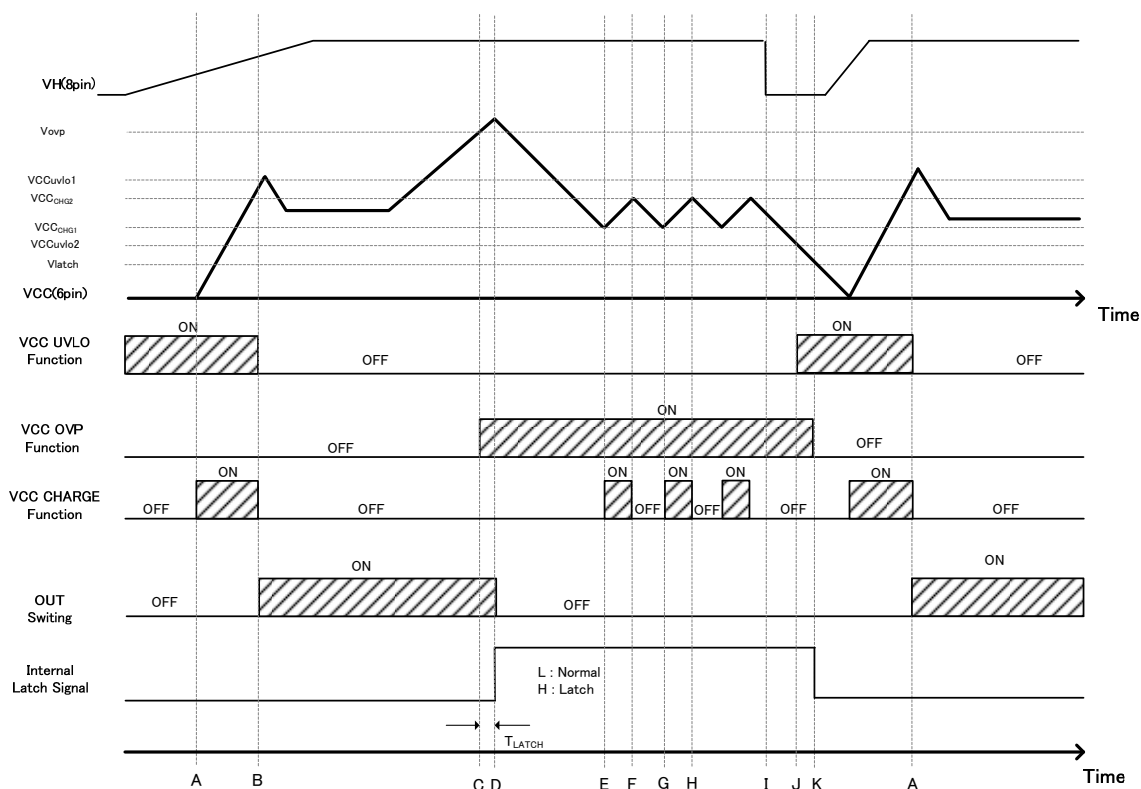 VH(8pin)
Vovp
VCCuvlo1
VCCCHG2
VCCCHG1
VCCuvlo2
Vlatch
VCC(6pin)
Time
VCC UVLO
Function
ON
OFF
ON
OFF
VCC OVP
Function
OFF
ON
OFF
VCC CHARGE
Function
OFF
ON
OFF
ON
OFF
ON
OFF
ON
OFF
ON
OFF
OUT
Switing
OFF
ON
OFF
ON
Internal
Latch Signal
L : Normal
H : Latch
TLATCH
Time
A B C D E F G H I J K A